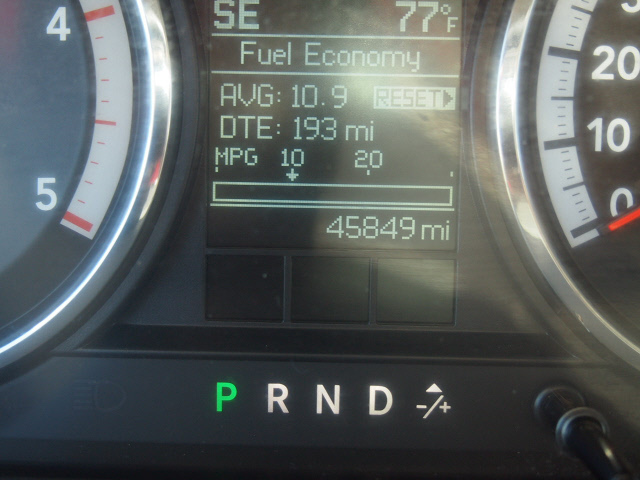 SE 77°F
Fuel Economy
AVG: 10.9 RESET
DTE: 193 mi
MPG 10 20
45849 mi
4
5
20
10
0
P R N D -/+